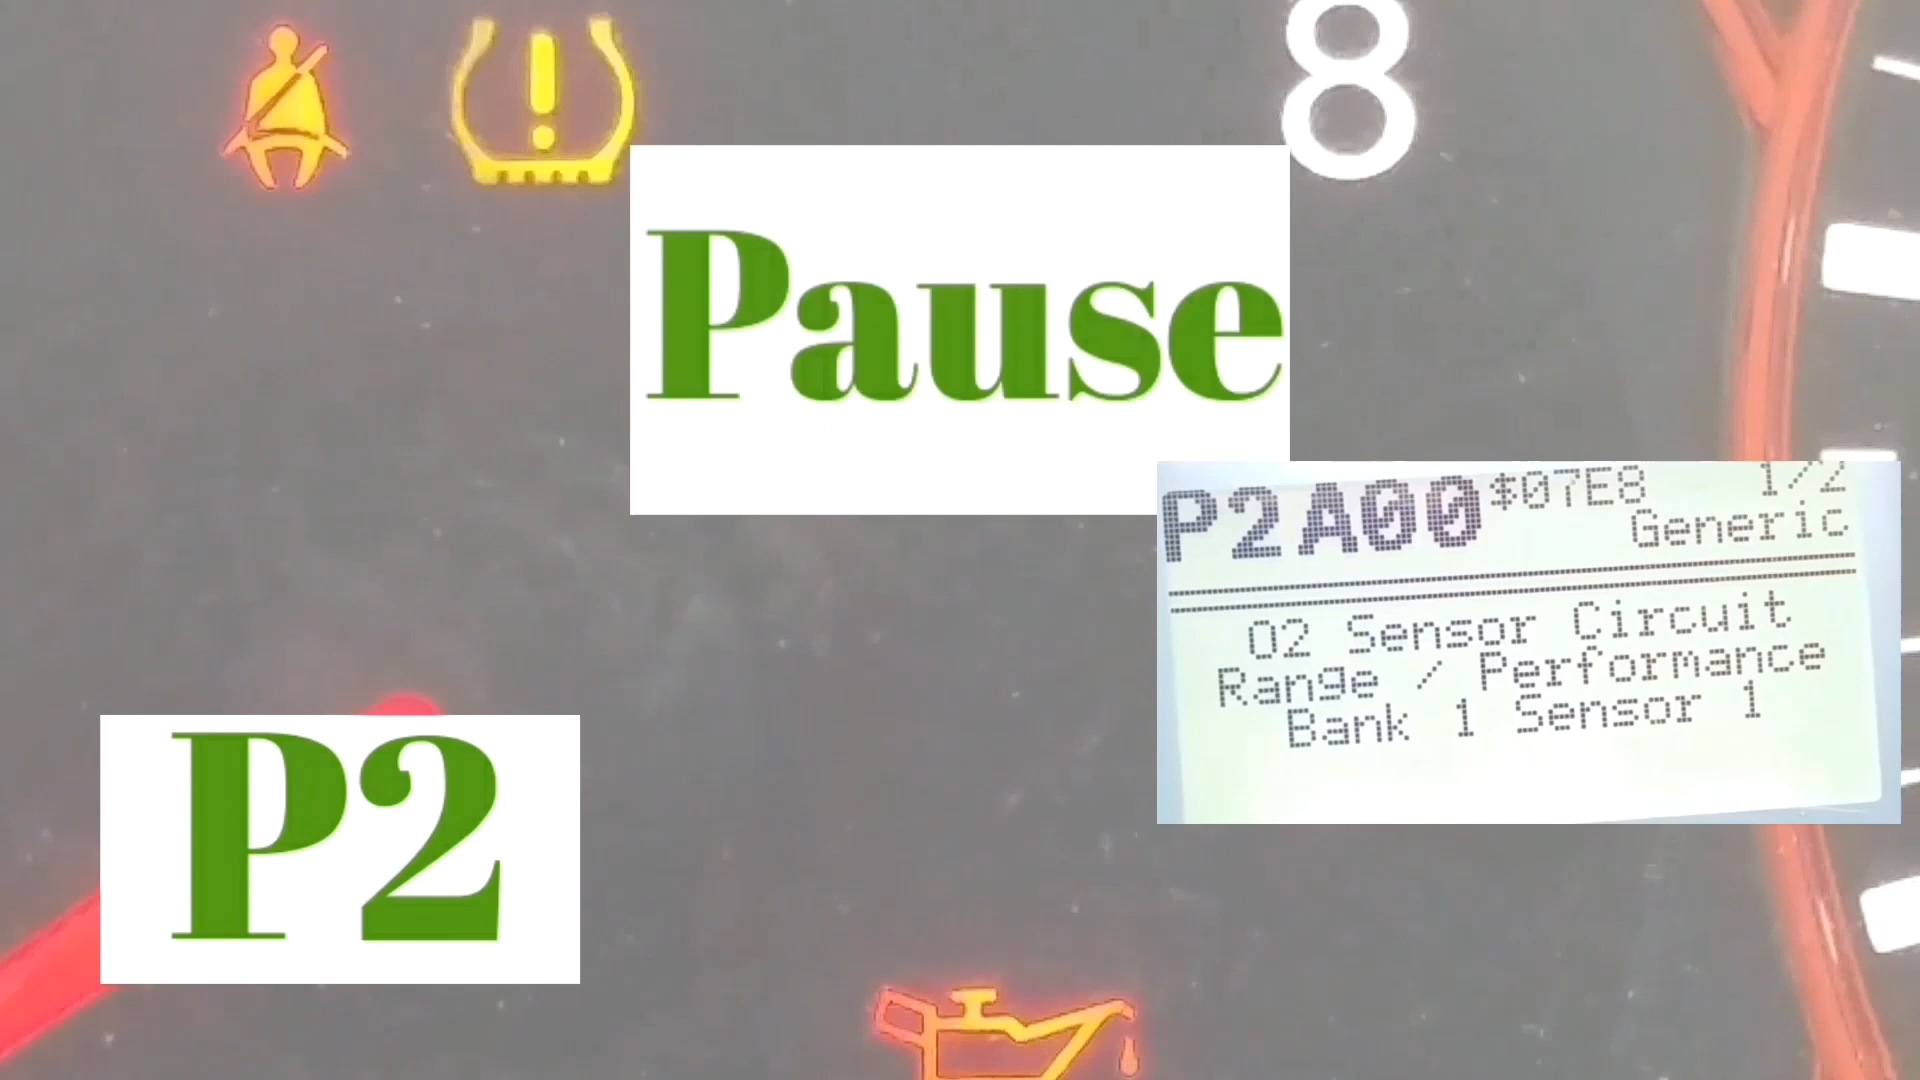 8
Pause
P2A00 $07E8 1/2
Generic
O2 Sensor Circuit
Range / Performance
Bank 1 Sensor 1
P2